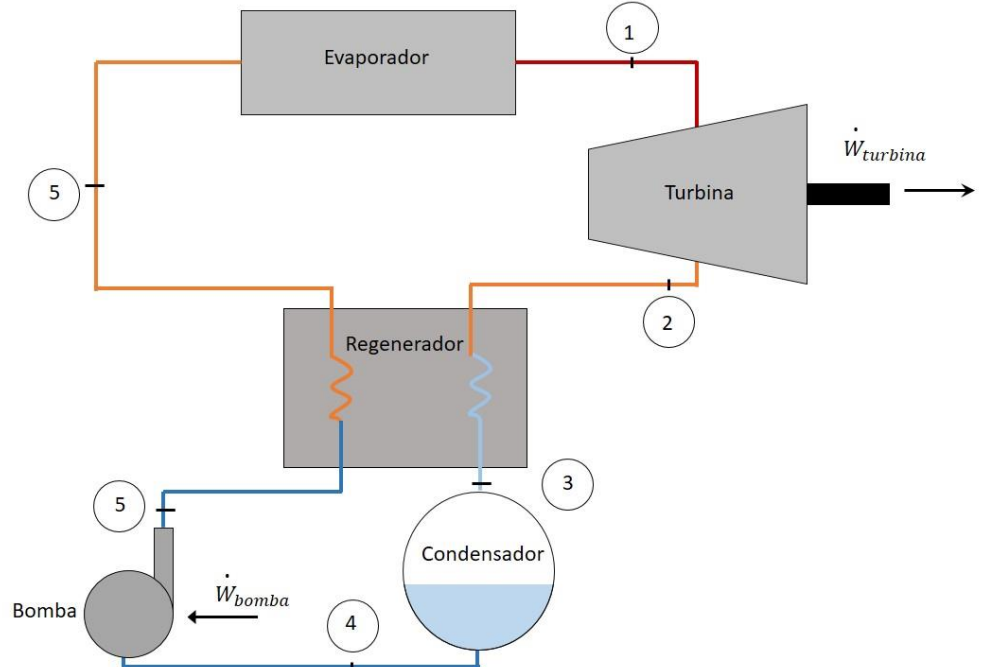 1
Evaporador
Ẇturbina
5
Turbina
2
Regenerador
3
5
Condensador
Ẇbomba
Bomba
4